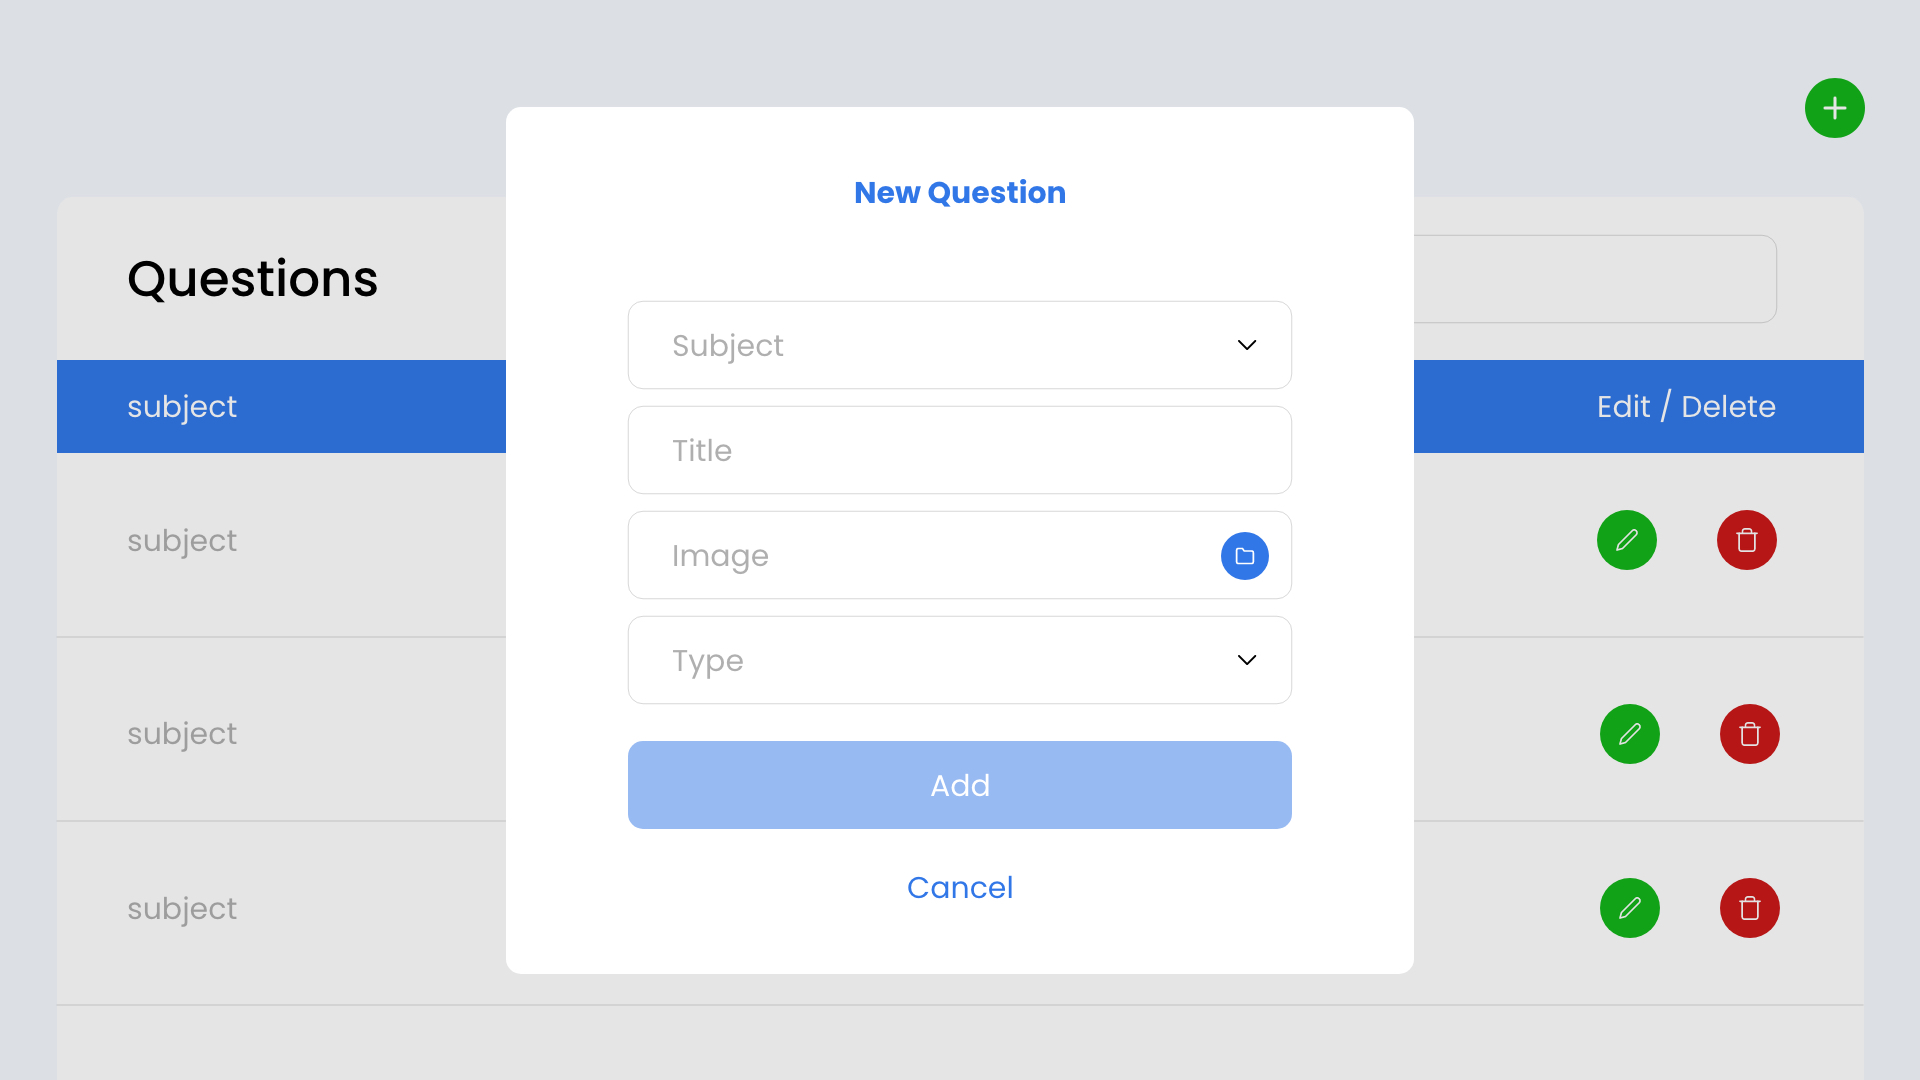 New Question
Questions
Subject
subject
Edit / Delete
Title
subject
Image
Type
subject
Add
Cancel
subject